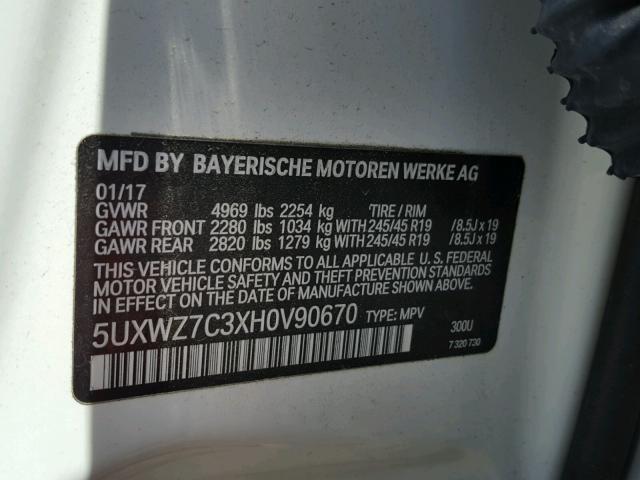 MFD BY BAYERISCHE MOTOREN WERKE AG
01/17
GVWR 4969 lbs 2254 kg TIRE / RIM
GAWR FRONT 2280 lbs 1034 kg WITH 245/45 R19 /8.5J x 19
GAWR REAR 2820 lbs 1279 kg WITH 245/45 R19 /8.5J x 19
THIS VEHICLE CONFORMS TO ALL APPLICABLE U. S. FEDERAL
MOTOR VEHICLE SAFETY AND THEFT PREVENTION STANDARDS
IN EFFECT ON THE DATE OF MANUFACTURE SHOWN ABOVE.
5UXWZ7C3XH0V90670 TYPE: MPV 300U
7 320 730